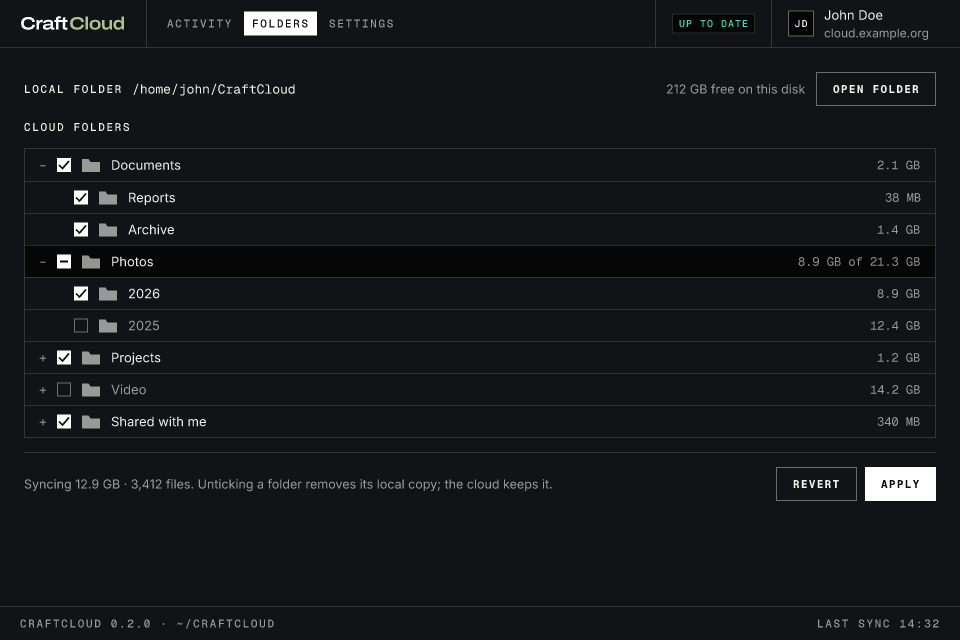 CraftCloud ACTIVITY FOLDERS SETTINGS UP TO DATE JD John Doe
cloud.example.org
LOCAL FOLDER /home/john/CraftCloud 212 GB free on this disk OPEN FOLDER
CLOUD FOLDERS
− Documents 2.1 GB
Reports 38 MB
Archive 1.4 GB
− Photos 8.9 GB of 21.3 GB
2026 8.9 GB
2025 12.4 GB
+ Projects 1.2 GB
+ Video 14.2 GB
+ Shared with me 340 MB
Syncing 12.9 GB · 3,412 files. Unticking a folder removes its local copy; the cloud keeps it. REVERT APPLY
CRAFTCLOUD 0.2.0 · ~/CRAFTCLOUD LAST SYNC 14:32